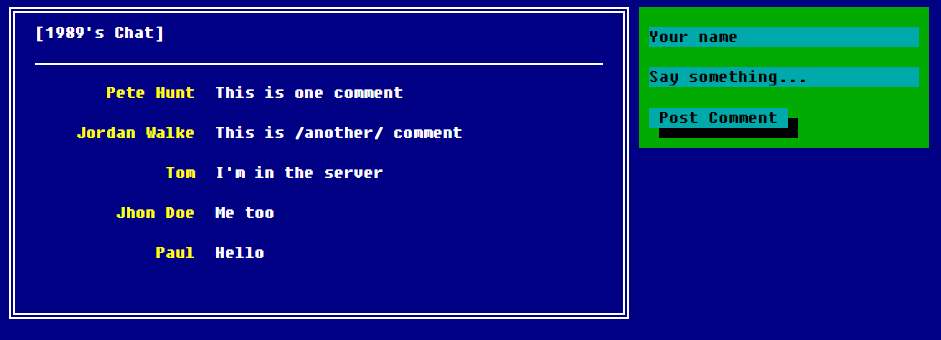 [1989's Chat]
Pete Hunt This is one comment
Jordan Walke This is /another/ comment
Tom I'm in the server
Jhon Doe Me too
Paul Hello
Your name
Say something...
Post Comment